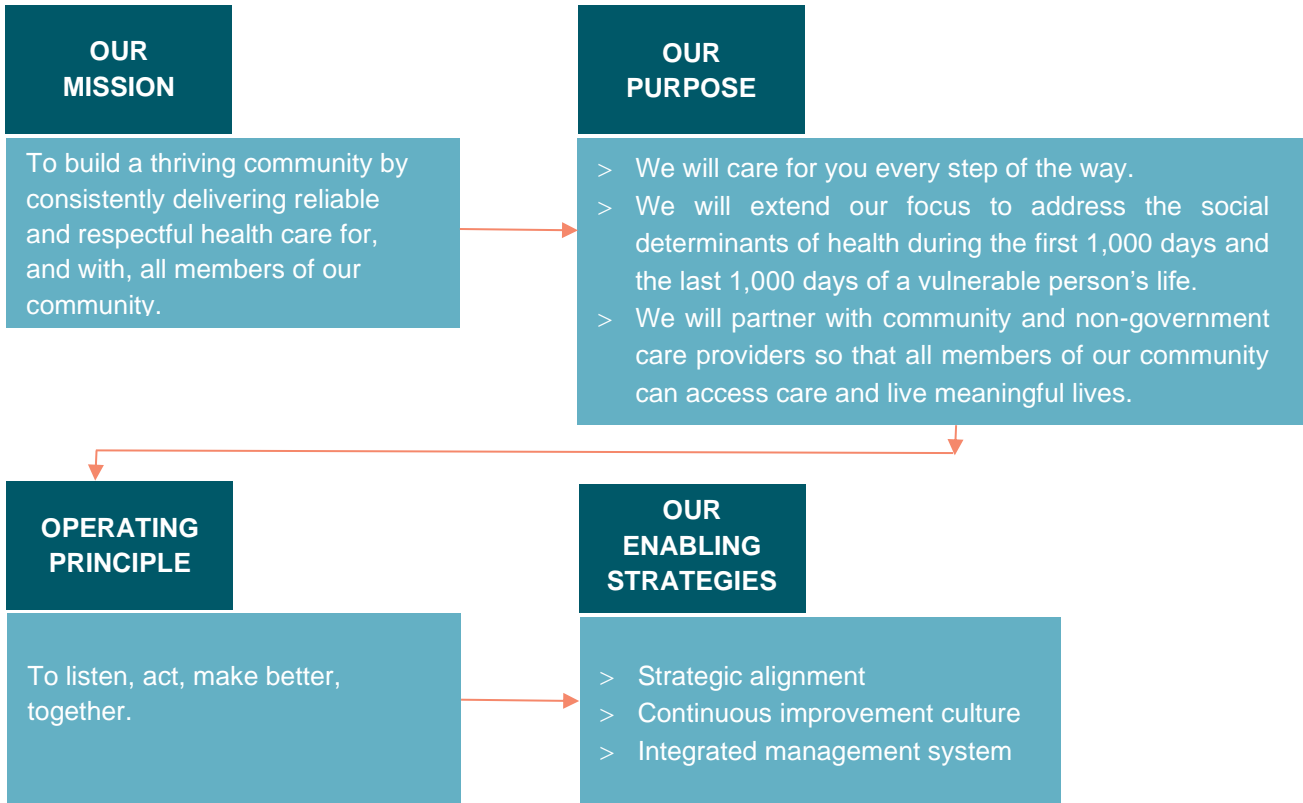 OUR
MISSION
To build a thriving community by
consistently delivering reliable
and respectful health care for,
and with, all members of our
community.
OUR
PURPOSE
> We will care for you every step of the way.
> We will extend our focus to address the social
determinants of health during the first 1,000 days and
the last 1,000 days of a vulnerable person’s life.
> We will partner with community and non-government
care providers so that all members of our community
can access care and live meaningful lives.
OPERATING
PRINCIPLE
To listen, act, make better,
together.
OUR
ENABLING
STRATEGIES
> Strategic alignment
> Continuous improvement culture
> Integrated management system